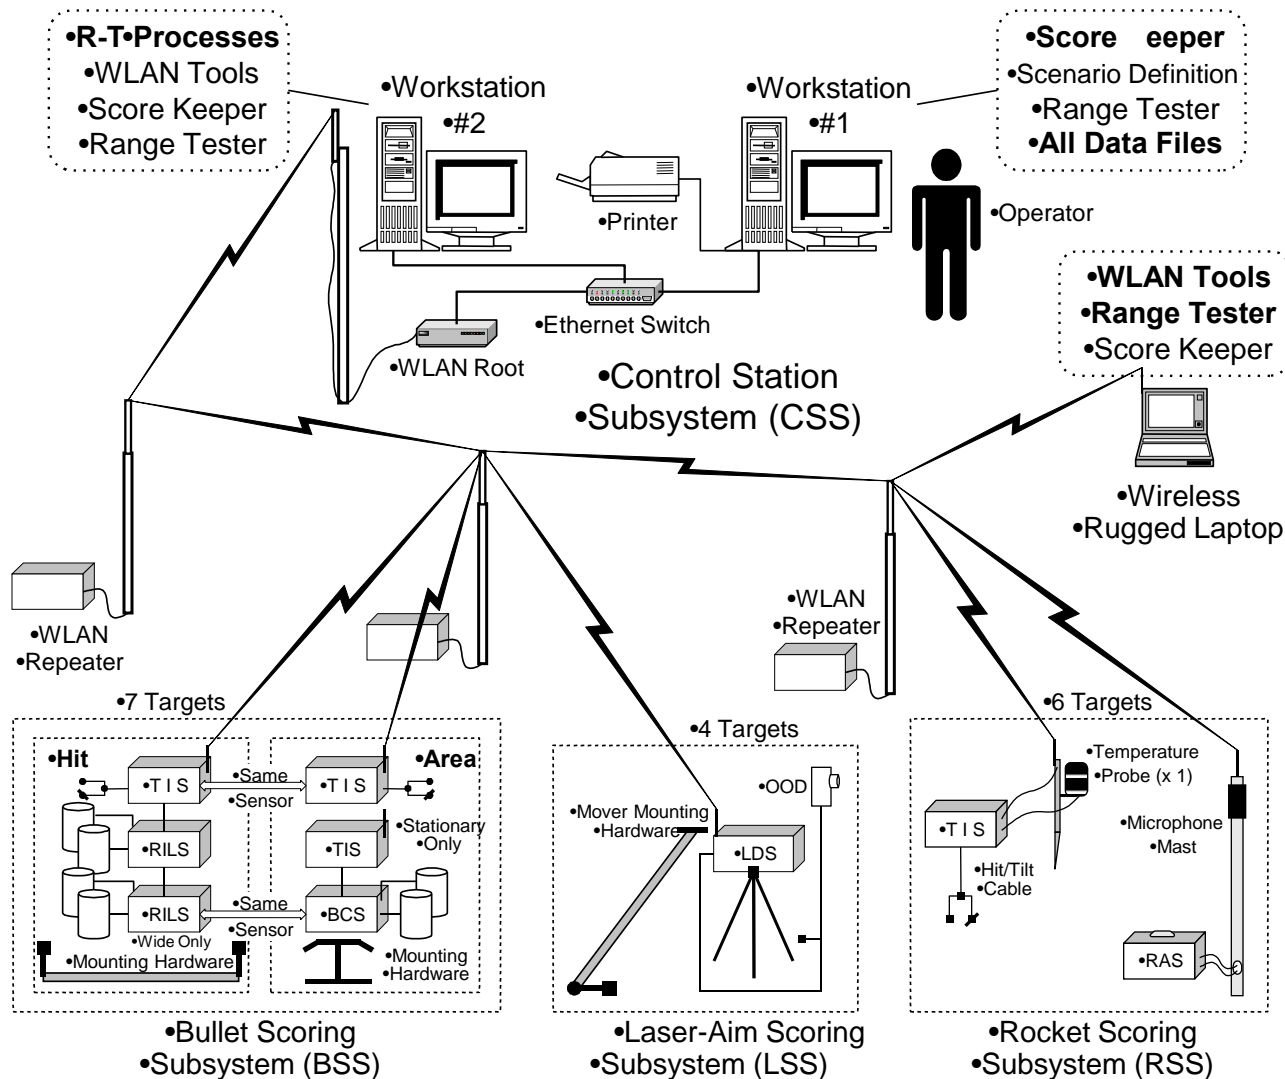 •R-T•Processes
•WLAN Tools
•Score Keeper
•Range Tester
•Workstation
•#2
•Workstation
•#1
•Score eeper
•Scenario Definition
•Range Tester
•All Data Files
•Printer
•Operator
•Ethernet Switch
•WLAN Root
•WLAN Tools
•Range Tester
•Score Keeper
•Control Station
•Subsystem (CSS)
•Wireless
•Rugged Laptop
•WLAN
•Repeater
•WLAN
•Repeater
•7 Targets
•4 Targets
•6 Targets
•Hit
•T I S
•RILS
•RILS
•Wide Only
•Mounting Hardware
•Same
•Sensor
•Same
•Sensor
•Area
•T I S
•Stationary
•Only
•TIS
•BCS
•Mounting
•Hardware
•Mover Mounting
•Hardware
•OOD
•LDS
•Temperature
•Probe (x 1)
•T I S
•Hit/Tilt
•Cable
•Microphone
•Mast
•RAS
•Bullet Scoring
•Subsystem (BSS)
•Laser-Aim Scoring
•Subsystem (LSS)
•Rocket Scoring
•Subsystem (RSS)